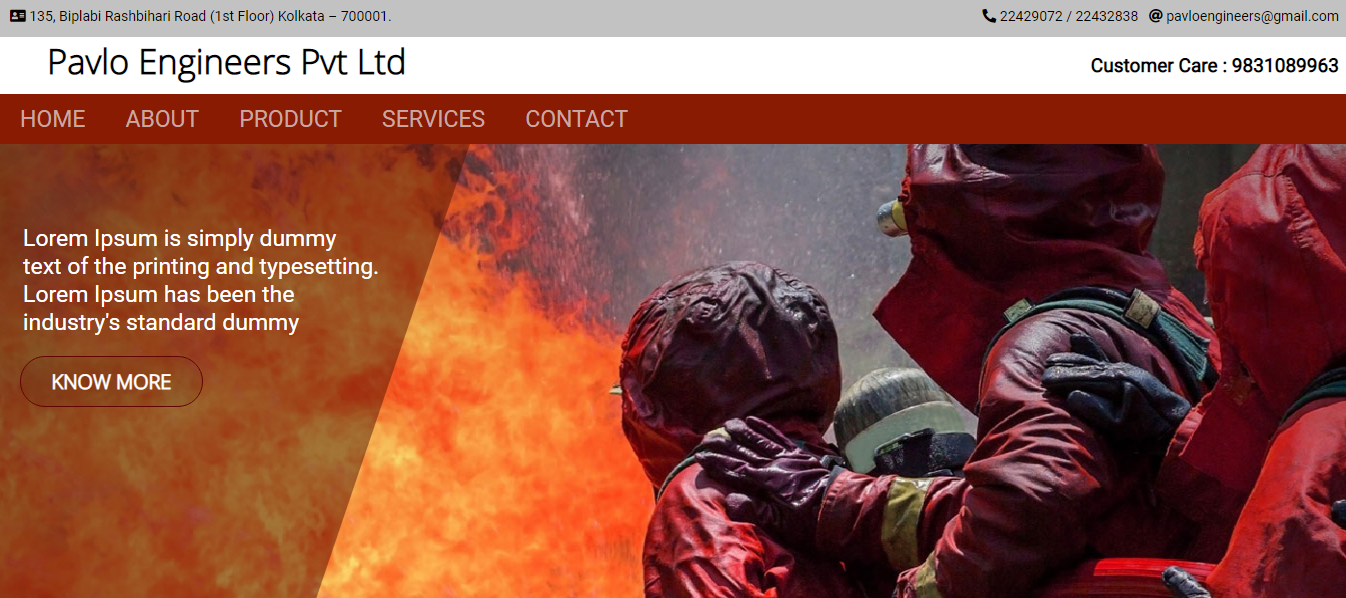 135, Biplabi Rashbihari Road (1st Floor) Kolkata – 700001.
22429072 / 22432838 pavloengineers@gmail.com
Pavlo Engineers Pvt Ltd
Customer Care : 9831089963
HOME ABOUT PRODUCT SERVICES CONTACT
Lorem Ipsum is simply dummy
text of the printing and typesetting.
Lorem Ipsum has been the
industry's standard dummy
KNOW MORE